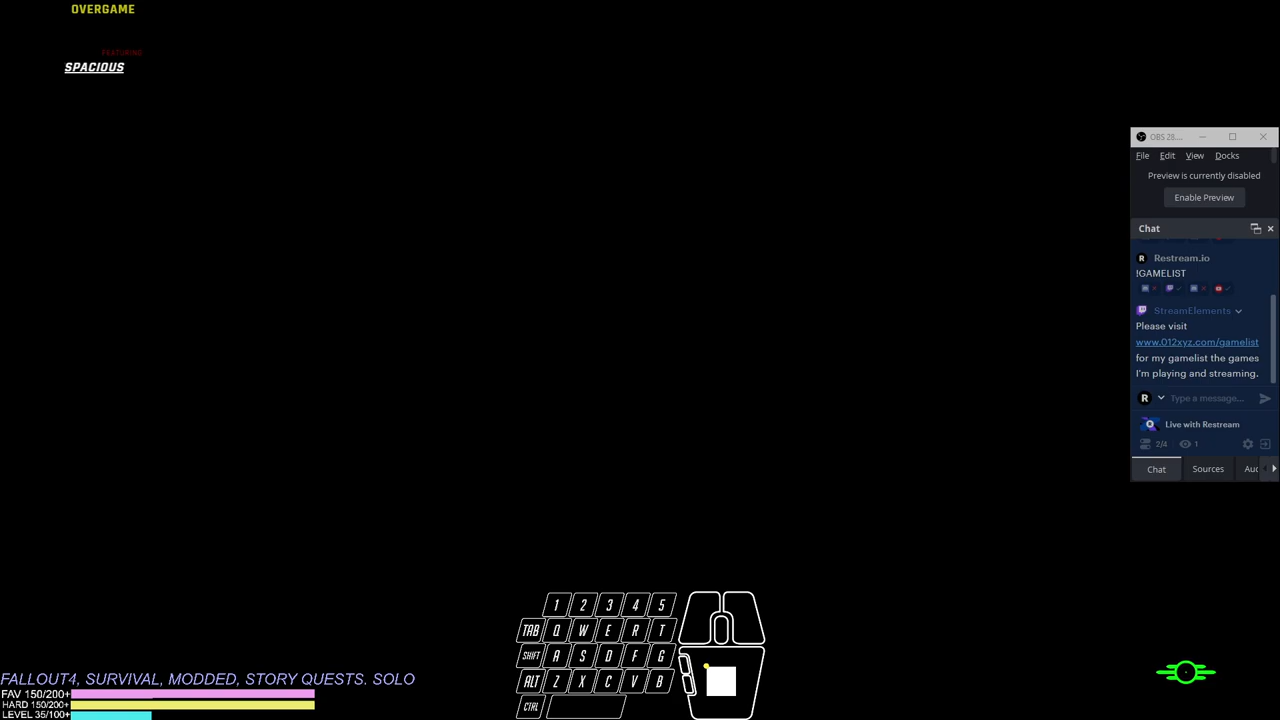 OVERGAME
FEATURING
SPACIOUS
OBS 28....
File Edit View Docks
Preview is currently disabled
Enable Preview
Chat
R Restream.io
!GAMELIST
StreamElements
Please visit
www.012xyz.com/gamelist
for my gamelist the games
I'm playing and streaming.
R Type a message...
Live with Restream
2/4 1
Chat Sources Auc
1 2 3 4 5
TAB Q W E R T
SHIFT A S D F G
ALT Z X C V B
CTRL
FALLOUT4, SURVIVAL, MODDED, STORY QUESTS. SOLO
FAV 150/200+
HARD 150/200+
LEVEL 35/100+